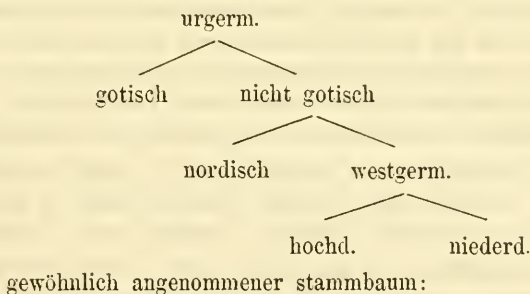 urgerm.
gotisch nicht gotisch
nordisch westgerm.
hochd. niederd.
gewöhnlich angenommener stammbaum: